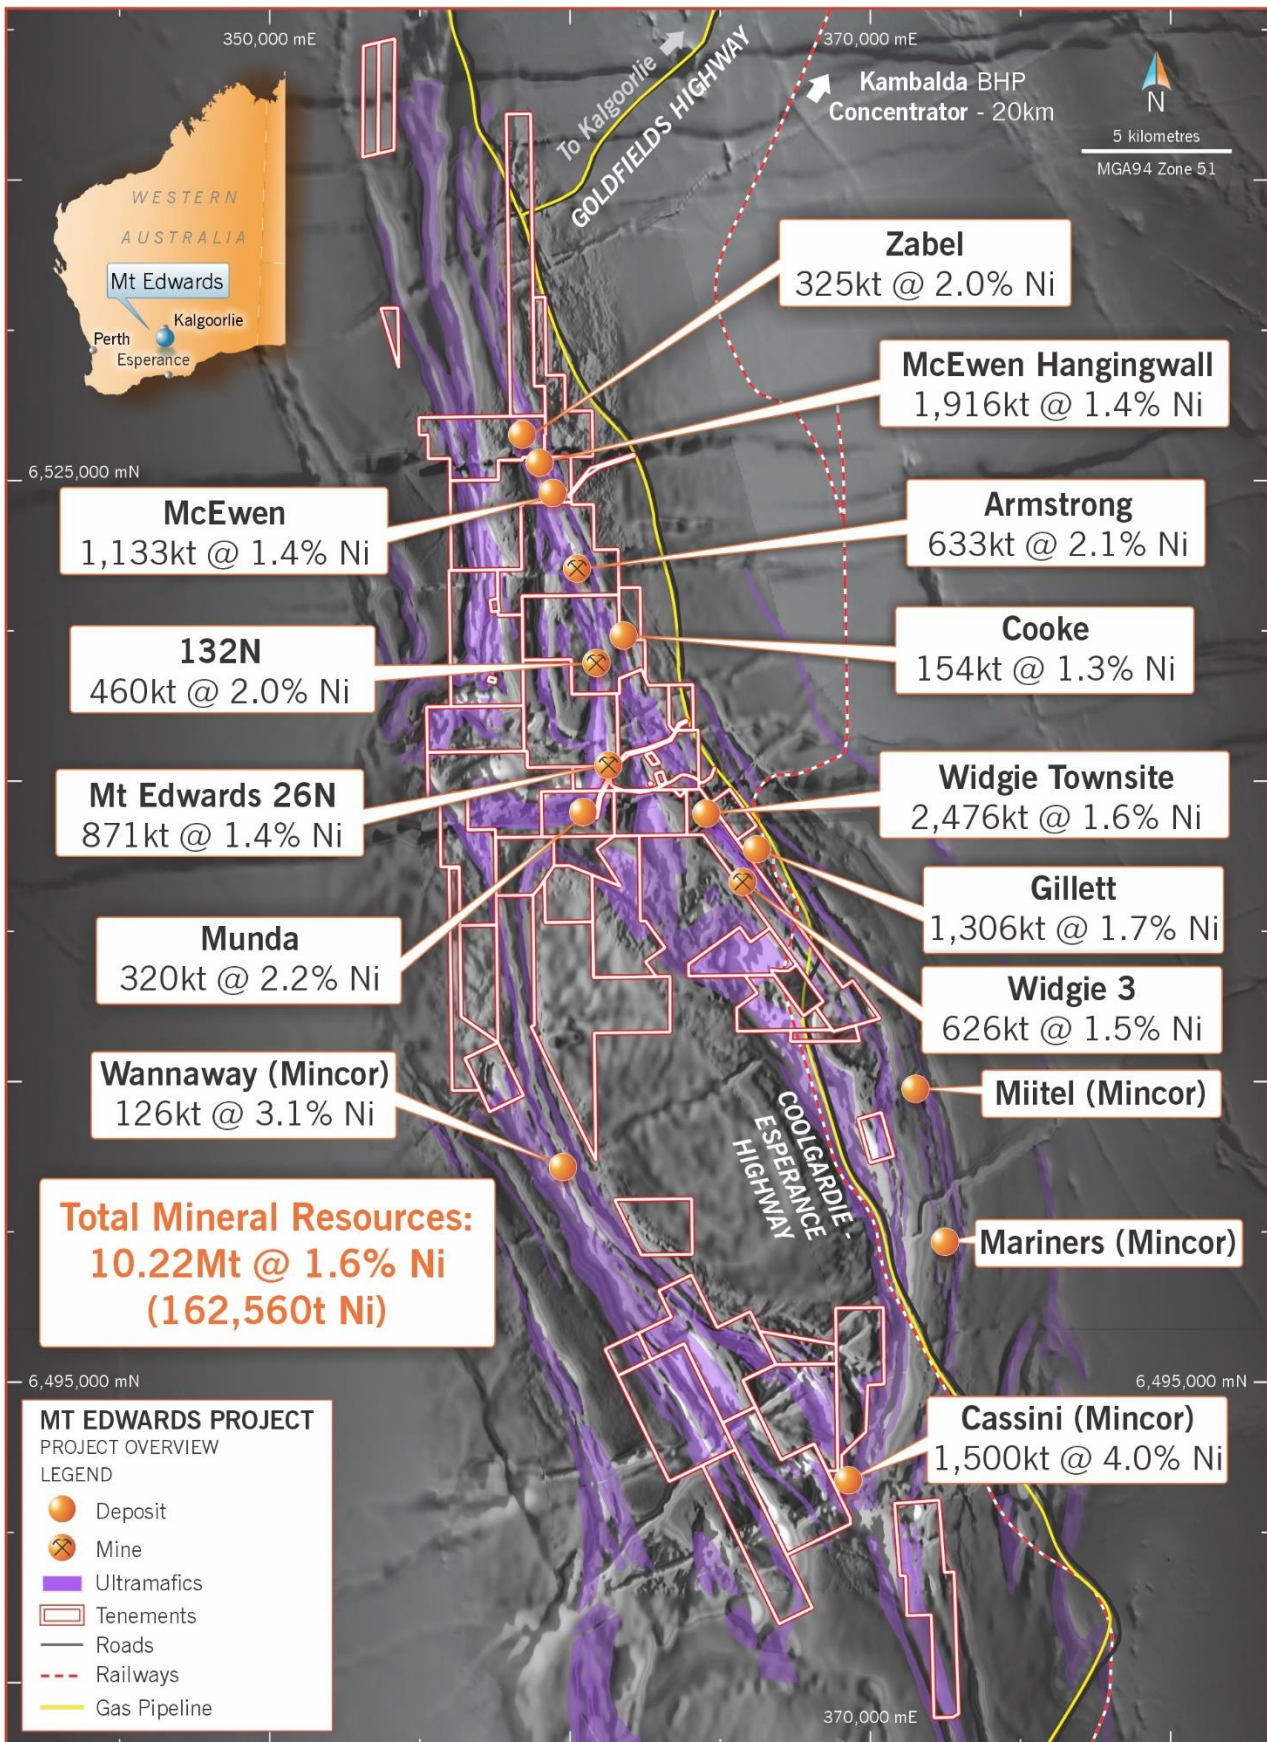 350,000 mE
370,000 mE
To Kalgoorlie
GOLDFIELDS HIGHWAY
Kambalda BHP
Concentrator - 20km
N
5 kilometres
MGA94 Zone 51
WESTERN
AUSTRALIA
Mt Edwards
Kalgoorlie
Perth
Esperance
Zabel
325kt @ 2.0% Ni
McEwen Hangingwall
1,916kt @ 1.4% Ni
6,525,000 mN
McEwen
1,133kt @ 1.4% Ni
Armstrong
633kt @ 2.1% Ni
132N
460kt @ 2.0% Ni
Cooke
154kt @ 1.3% Ni
Mt Edwards 26N
871kt @ 1.4% Ni
Widgie Townsite
2,476kt @ 1.6% Ni
Gillett
1,306kt @ 1.7% Ni
Munda
320kt @ 2.2% Ni
Widgie 3
626kt @ 1.5% Ni
Wannaway (Mincor)
126kt @ 3.1% Ni
Miitel (Mincor)
COOLGARDIE -
ESPERANCE
HIGHWAY
Mariners (Mincor)
Total Mineral Resources:
10.22Mt @ 1.6% Ni
(162,560t Ni)
6,495,000 mN
6,495,000 mN
Cassini (Mincor)
1,500kt @ 4.0% Ni
MT EDWARDS PROJECT
PROJECT OVERVIEW
LEGEND
Deposit
Mine
Ultramafics
Tenements
Roads
Railways
Gas Pipeline
370,000 mE